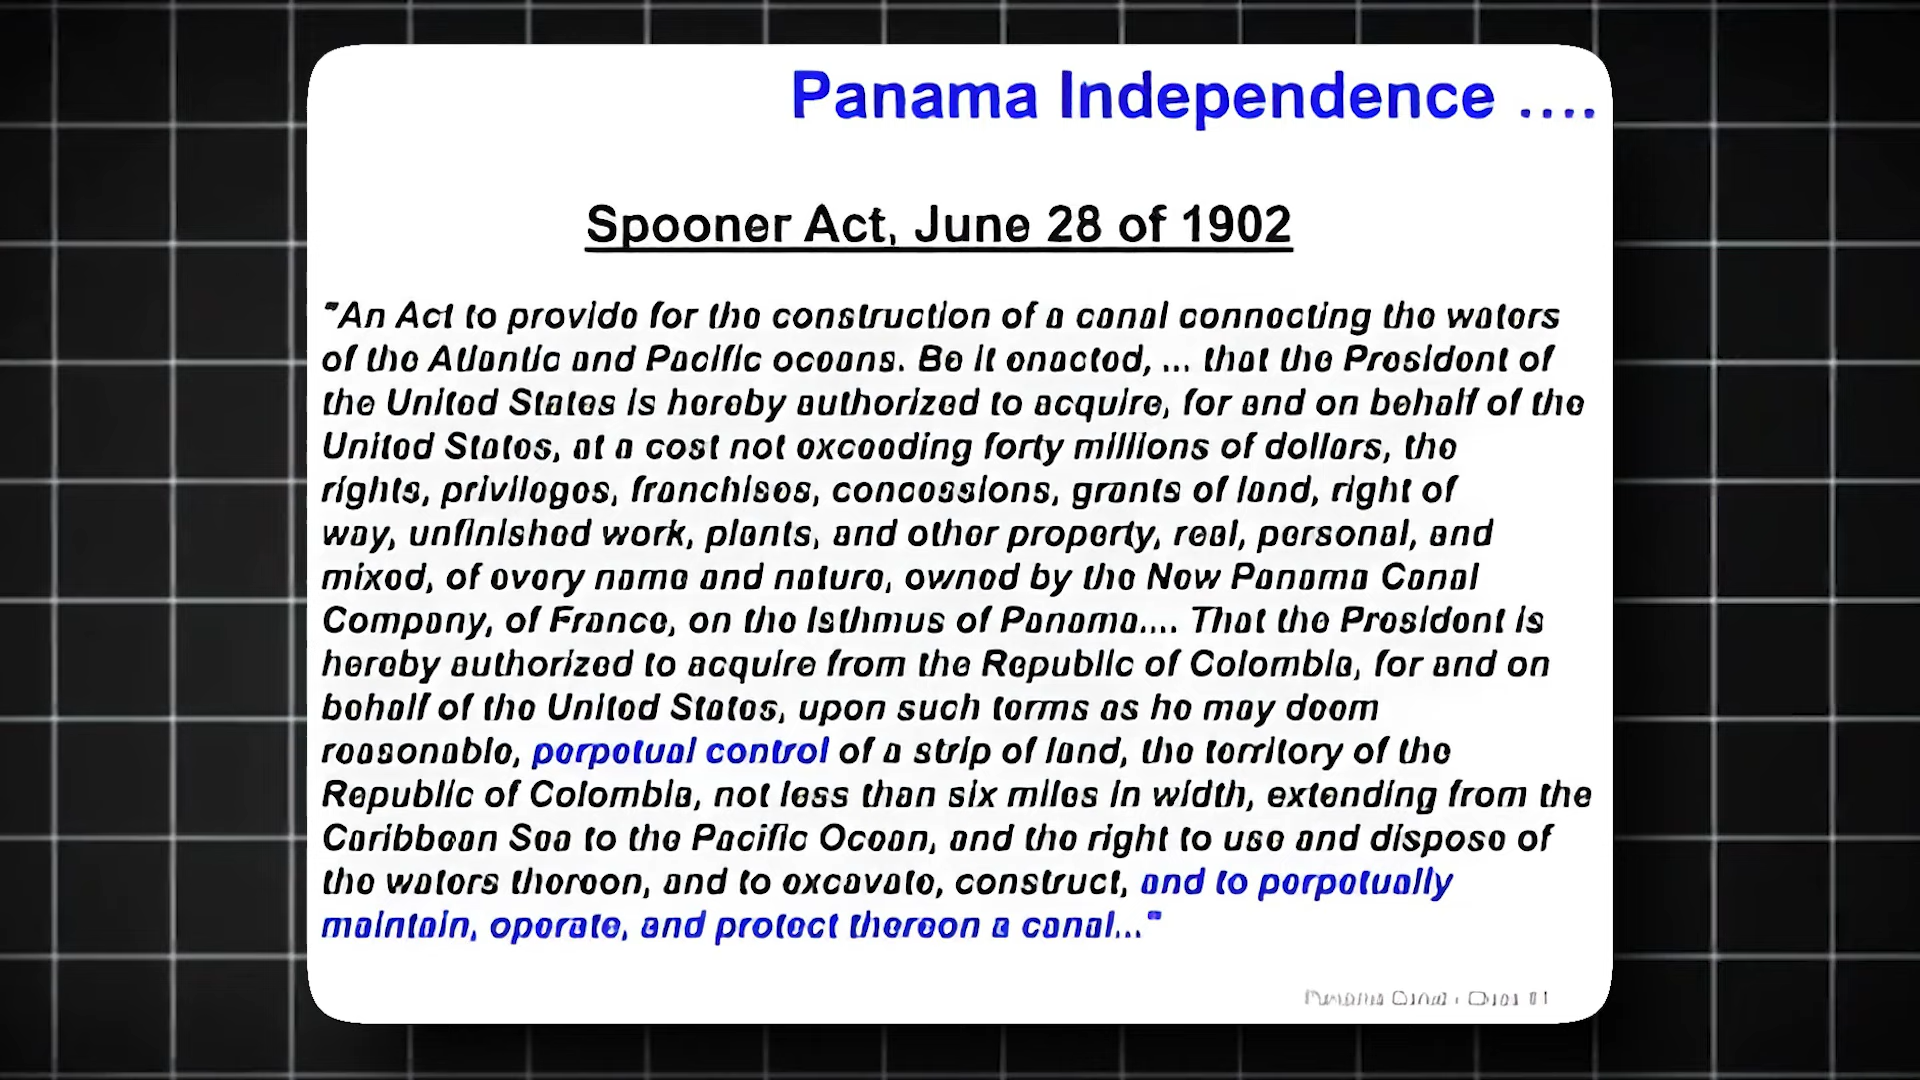 Panama Independence ....
Spooner Act, June 28 of 1902
"An Act to provide for the construction of a canal connecting the waters
of the Atlantic and Pacific oceans. Be it enacted, ... that the President of
the United States is hereby authorized to acquire, for and on behalf of the
United States, at a cost not exceeding forty millions of dollars, the
rights, privileges, franchises, concessions, grants of land, right of
way, unfinished work, plants, and other property, real, personal, and
mixed, of every name and nature, owned by the New Panama Canal
Company, of France, on the Isthmus of Panama.... That the President is
hereby authorized to acquire from the Republic of Colombia, for and on
behalf of the United States, upon such terms as he may deem
reasonable, perpetual control of a strip of land, the territory of the
Republic of Colombia, not less than six miles in width, extending from the
Caribbean Sea to the Pacific Ocean, and the right to use and dispose of
the waters thereon, and to excavate, construct, and to perpetually
maintain, operate, and protect thereon a canal..."